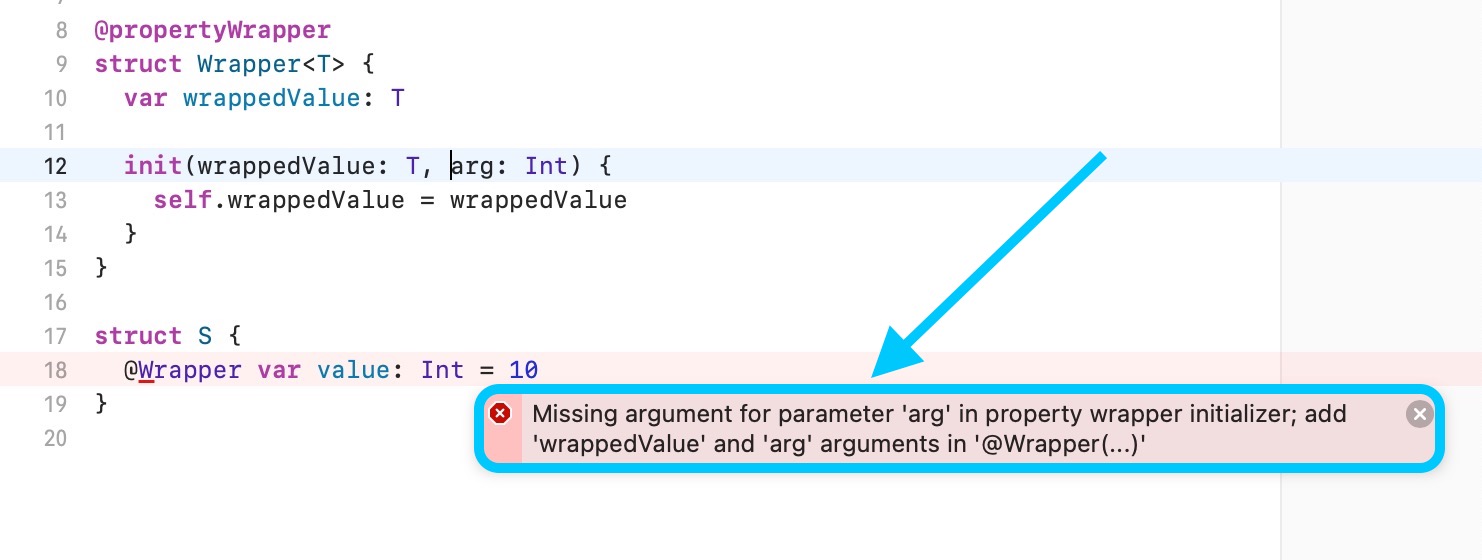 8 @propertyWrapper
9 struct Wrapper<T> {
10 var wrappedValue: T
11
12 init(wrappedValue: T, arg: Int) {
13 self.wrappedValue = wrappedValue
14 }
15 }
16
17 struct S {
18 @Wrapper var value: Int = 10
Missing argument for parameter 'arg' in property wrapper initializer; add
'wrappedValue' and 'arg' arguments in '@Wrapper(...)'
19 }
20